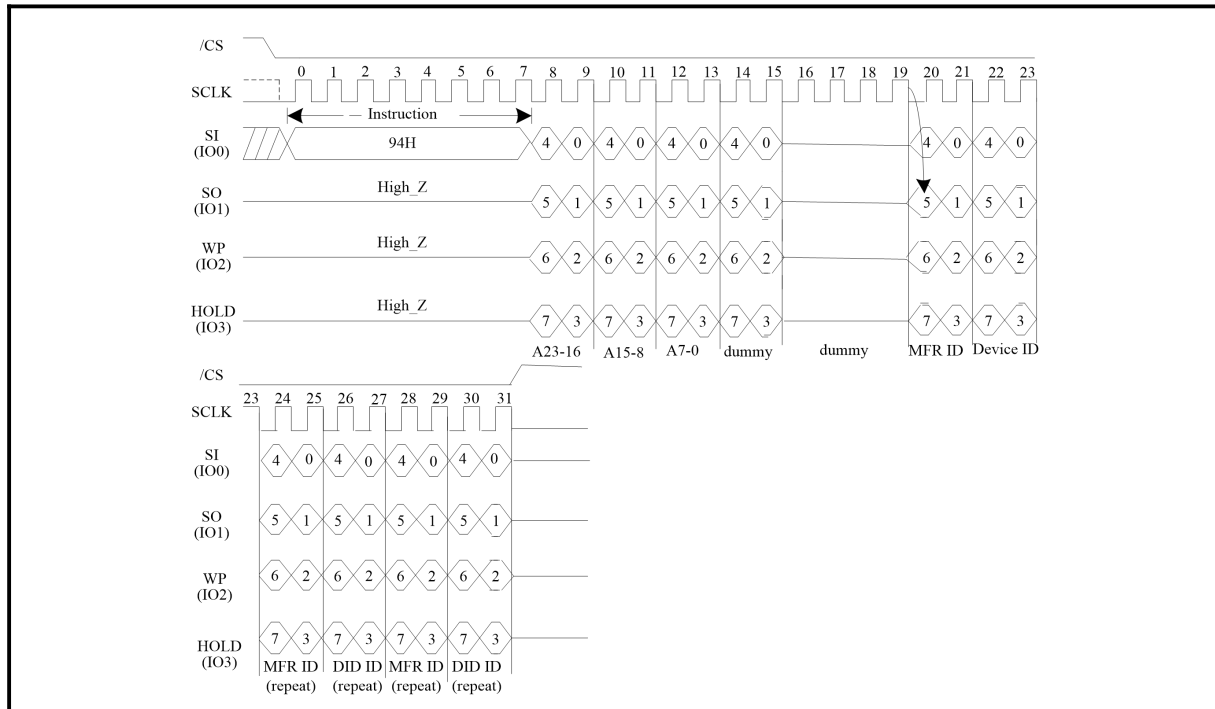 /CS
0 1 2 3 4 5 6 7 8 9 10 11 12 13 14 15 16 17 18 19 20 21 22 23
SCLK
Instruction
SI
(IO0)
94H
4 0 4 0 4 0 4 0 4 0 4 0
SO
(IO1)
High_Z
5 1 5 1 5 1 5 1 5 1 5 1
WP
(IO2)
High_Z
6 2 6 2 6 2 6 2 6 2 6 2
HOLD
(IO3)
High_Z
7 3 7 3 7 3 7 3 7 3 7 3
A23-16 A15-8 A7-0 dummy dummy MFR ID Device ID
/CS
23 24 25 26 27 28 29 30 31
SCLK
SI
(IO0)
4 0 4 0 4 0 4 0
SO
(IO1)
5 1 5 1 5 1 5 1
WP
(IO2)
6 2 6 2 6 2 6 2
HOLD
(IO3)
7 3 7 3 7 3 7 3
MFR ID DID ID MFR ID DID ID
(repeat) (repeat) (repeat) (repeat)